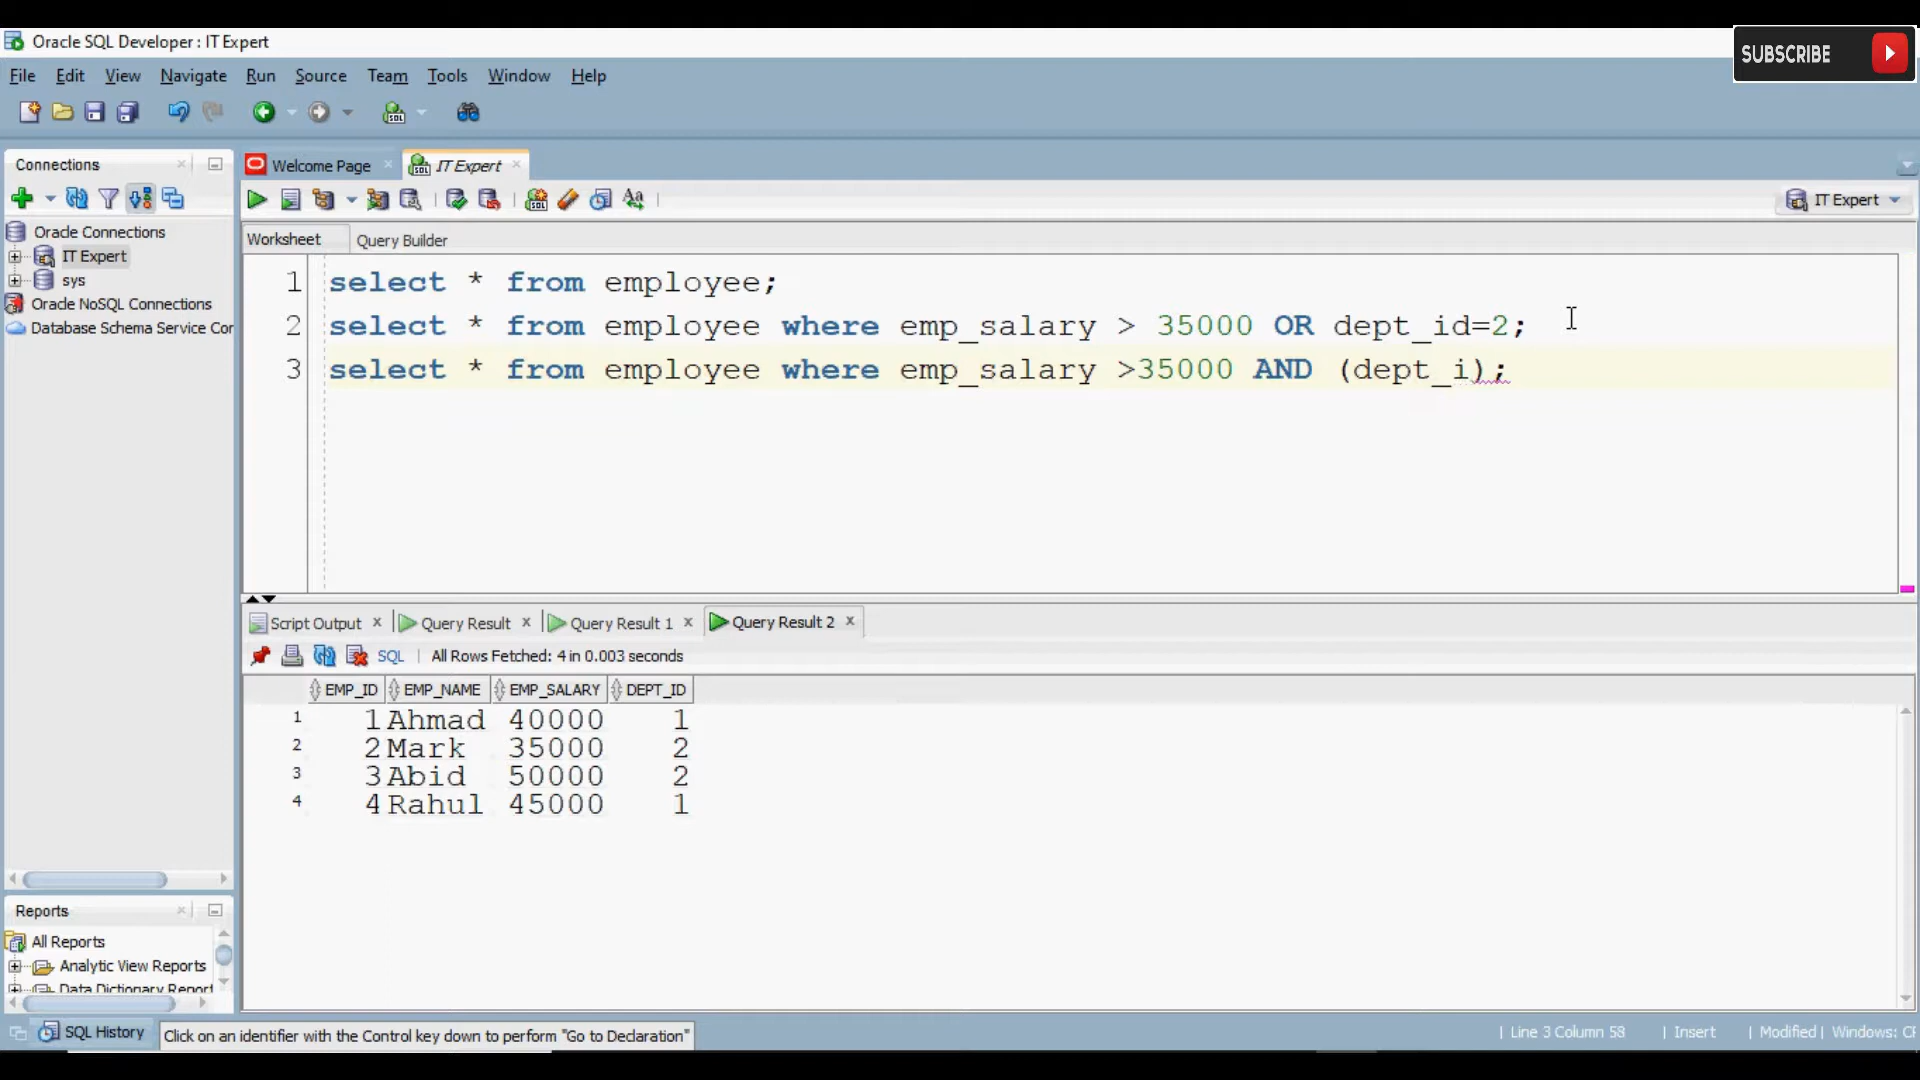 Oracle SQL Developer : IT Expert
SUBSCRIBE
File Edit View Navigate Run Source Team Tools Window Help
Connections
Welcome Page
IT Expert
IT Expert
Worksheet Query Builder
Oracle Connections
IT Expert
sys
Oracle NoSQL Connections
Database Schema Service Cor
1 select * from employee;
2 select * from employee where emp_salary > 35000 OR dept_id=2;
3 select * from employee where emp_salary >35000 AND (dept_i);
Script Output Query Result Query Result 1 Query Result 2
SQL All Rows Fetched: 4 in 0.003 seconds
EMP_ID EMP_NAME EMP_SALARY DEPT_ID
1 1 Ahmad 40000 1
2 2 Mark 35000 2
3 3 Abid 50000 2
4 4 Rahul 45000 1
Reports
All Reports
Analytic View Reports
Data Dictionary Report
SQL History
Click on an identifier with the Control key down to perform "Go to Declaration"
Line 3 Column 58 Insert Modified Windows: CF